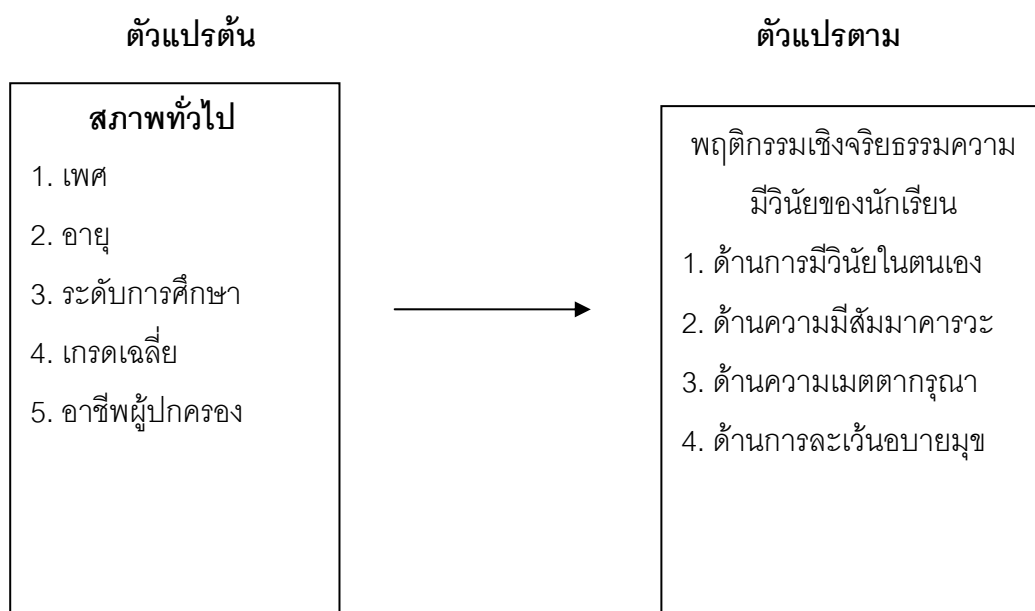 ตัวแปรต้น
ตัวแปรตาม
สภาพทั่วไป
1. เพศ
2. อายุ
3. ระดับการศึกษา
4. เกรดเฉลี่ย
5. อาชีพผู้ปกครอง
พฤติกรรมเชิงจริยธรรมความ
มีวินัยของนักเรียน
1. ด้านการมีวินัยในตนเอง
2. ด้านความมีสัมมาคารวะ
3. ด้านความเมตตากรุณา
4. ด้านการละเว้นอบายมุข